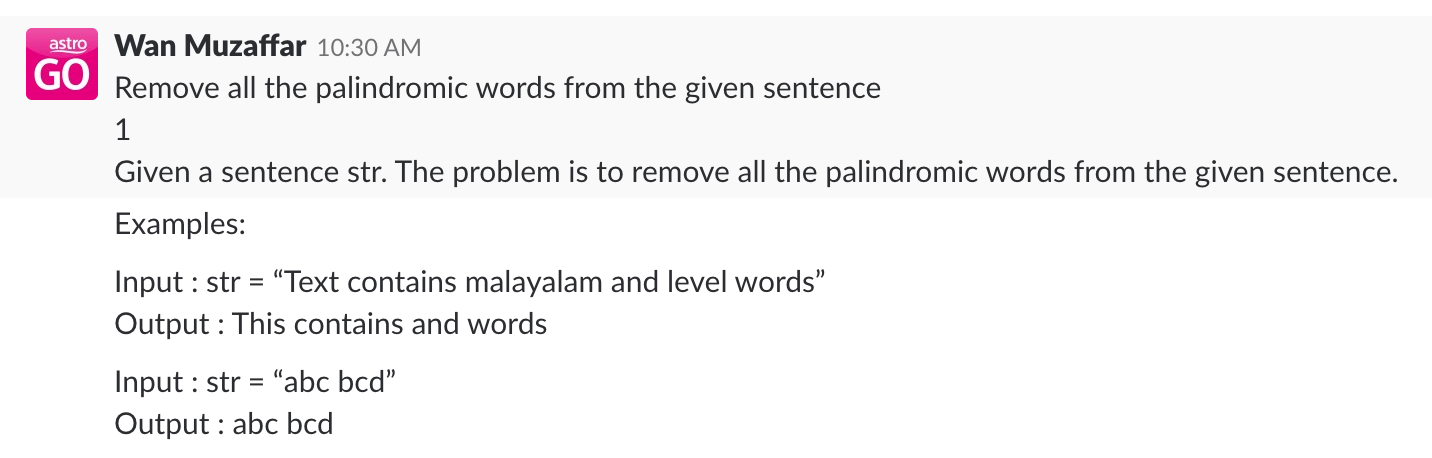 astro
GO
Wan Muzaffar 10:30 AM
Remove all the palindromic words from the given sentence
1
Given a sentence str. The problem is to remove all the palindromic words from the given sentence.
Examples:
Input : str = “Text contains malayalam and level words”
Output : This contains and words
Input : str = “abc bcd”
Output : abc bcd